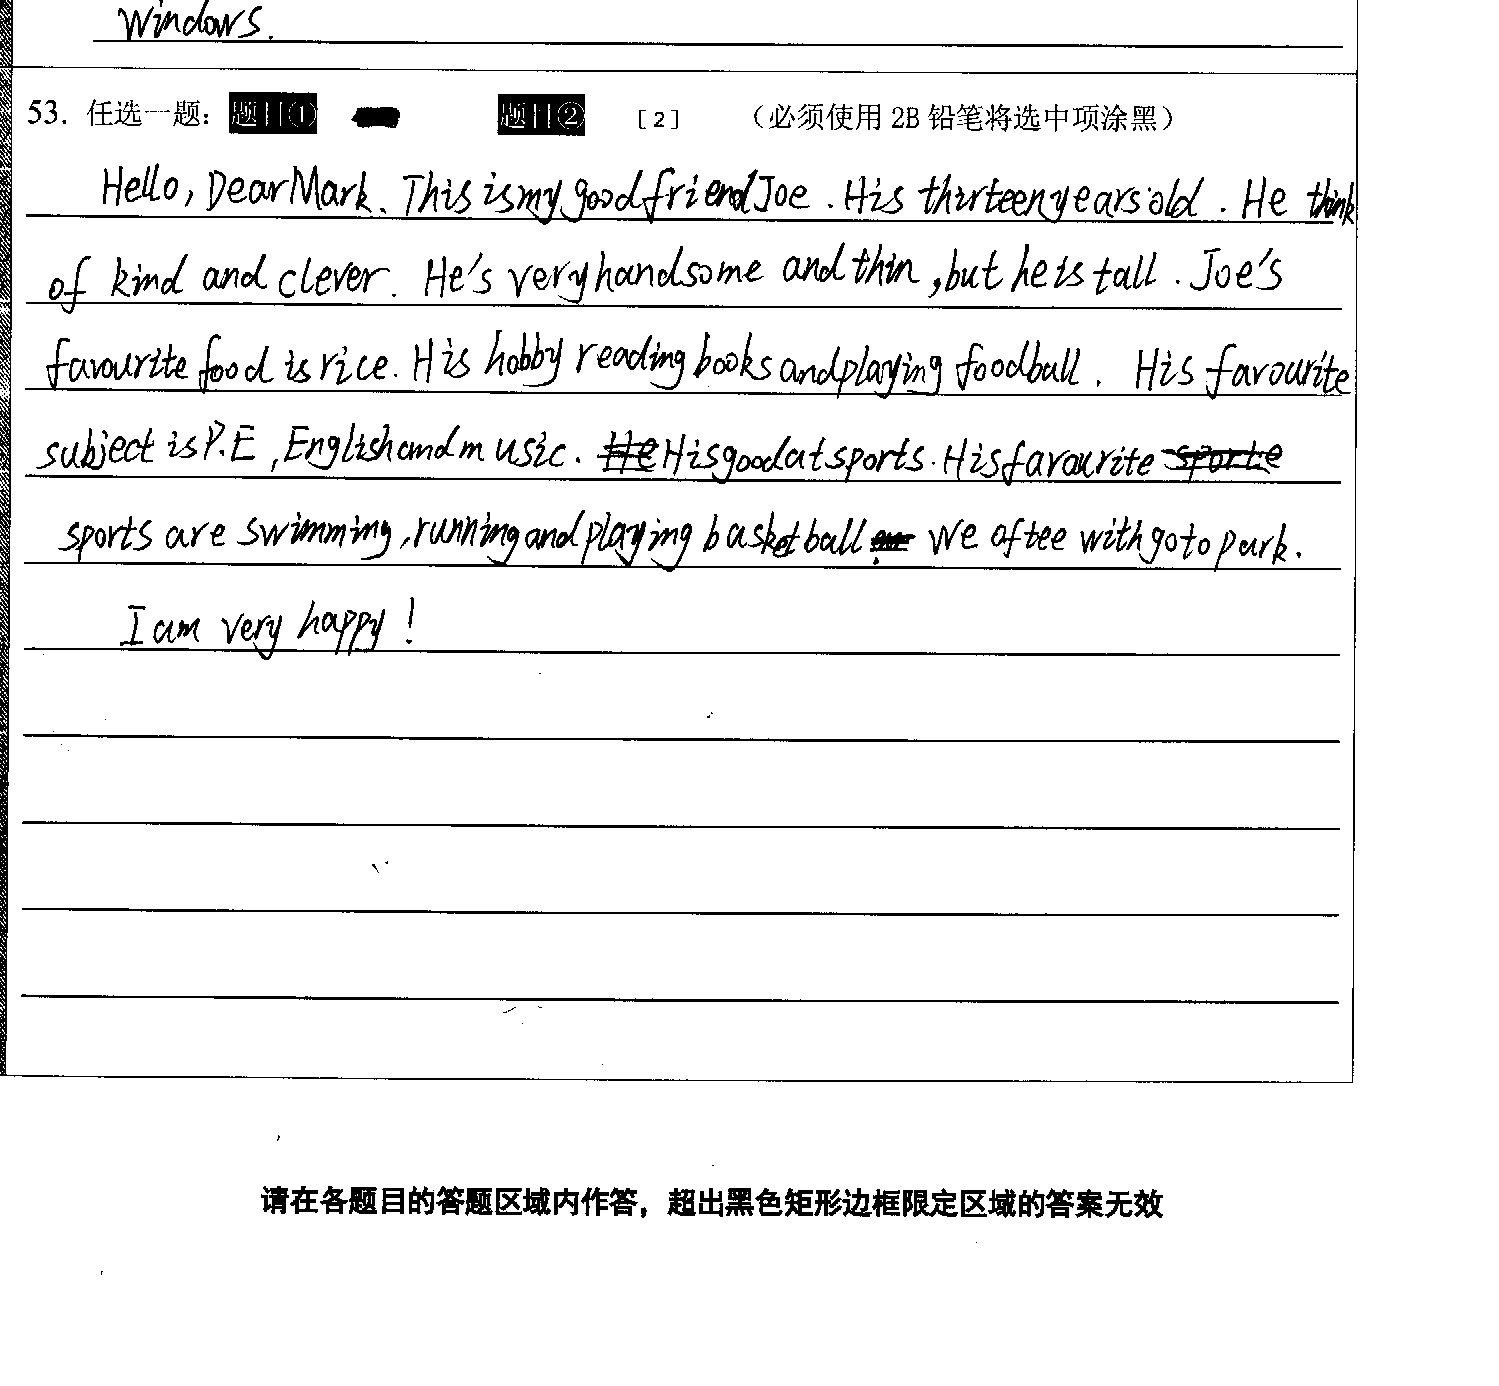 Windows.
53. 任选一题： 题目① 题目② [2] （必须使用 2B 铅笔将选中项涂黑）
Hello, Dear Mark. This is my good friend Joe. His thirteen years old. He think
of kind and clever. He's very handsome and thin, but he is tall. Joe's
favourite food is rice. His hobby reading books and playing foodball. His favourite
subject is P.E, English and music. He His good at sports. His favourite sporte
sports are swimming, running and playing basketball. We oftee with go to park.
I am very happy!
请在各题目的答题区域内作答，超出黑色矩形边框限定区域的答案无效